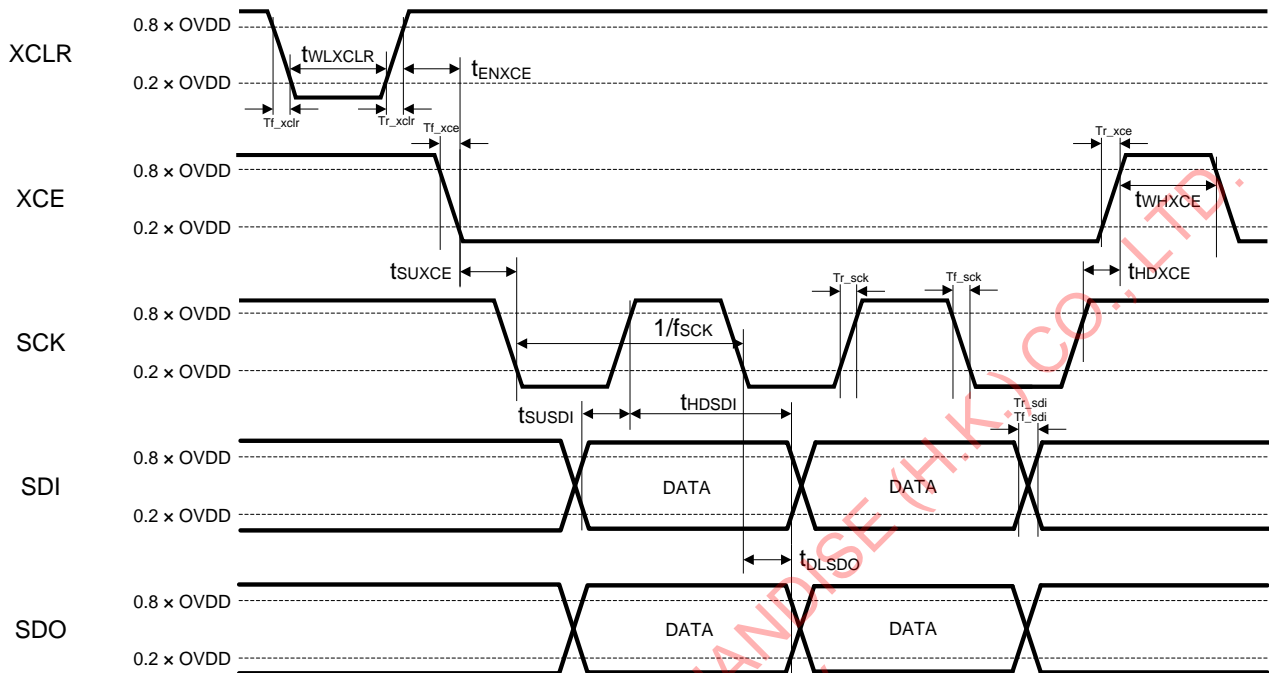 XCLR
0.8 × OVDD
0.2 × OVDD
tWLXCLR
tENXCE
Tf_xclr
Tr_xclr
Tf_xce
Tr_xce
XCE
0.8 × OVDD
0.2 × OVDD
tWHXCE
tSUXCE
tHDXCE
Tr_sck
Tf_sck
SCK
0.8 × OVDD
0.2 × OVDD
1/fSCK
tSUSDI
tHDSDI
Tr_sdi
Tf_sdi
SDI
0.8 × OVDD
0.2 × OVDD
DATA
DATA
tDLSDO
SDO
0.8 × OVDD
0.2 × OVDD
DATA
DATA
ANDISE (H.K.) CO., LTD.